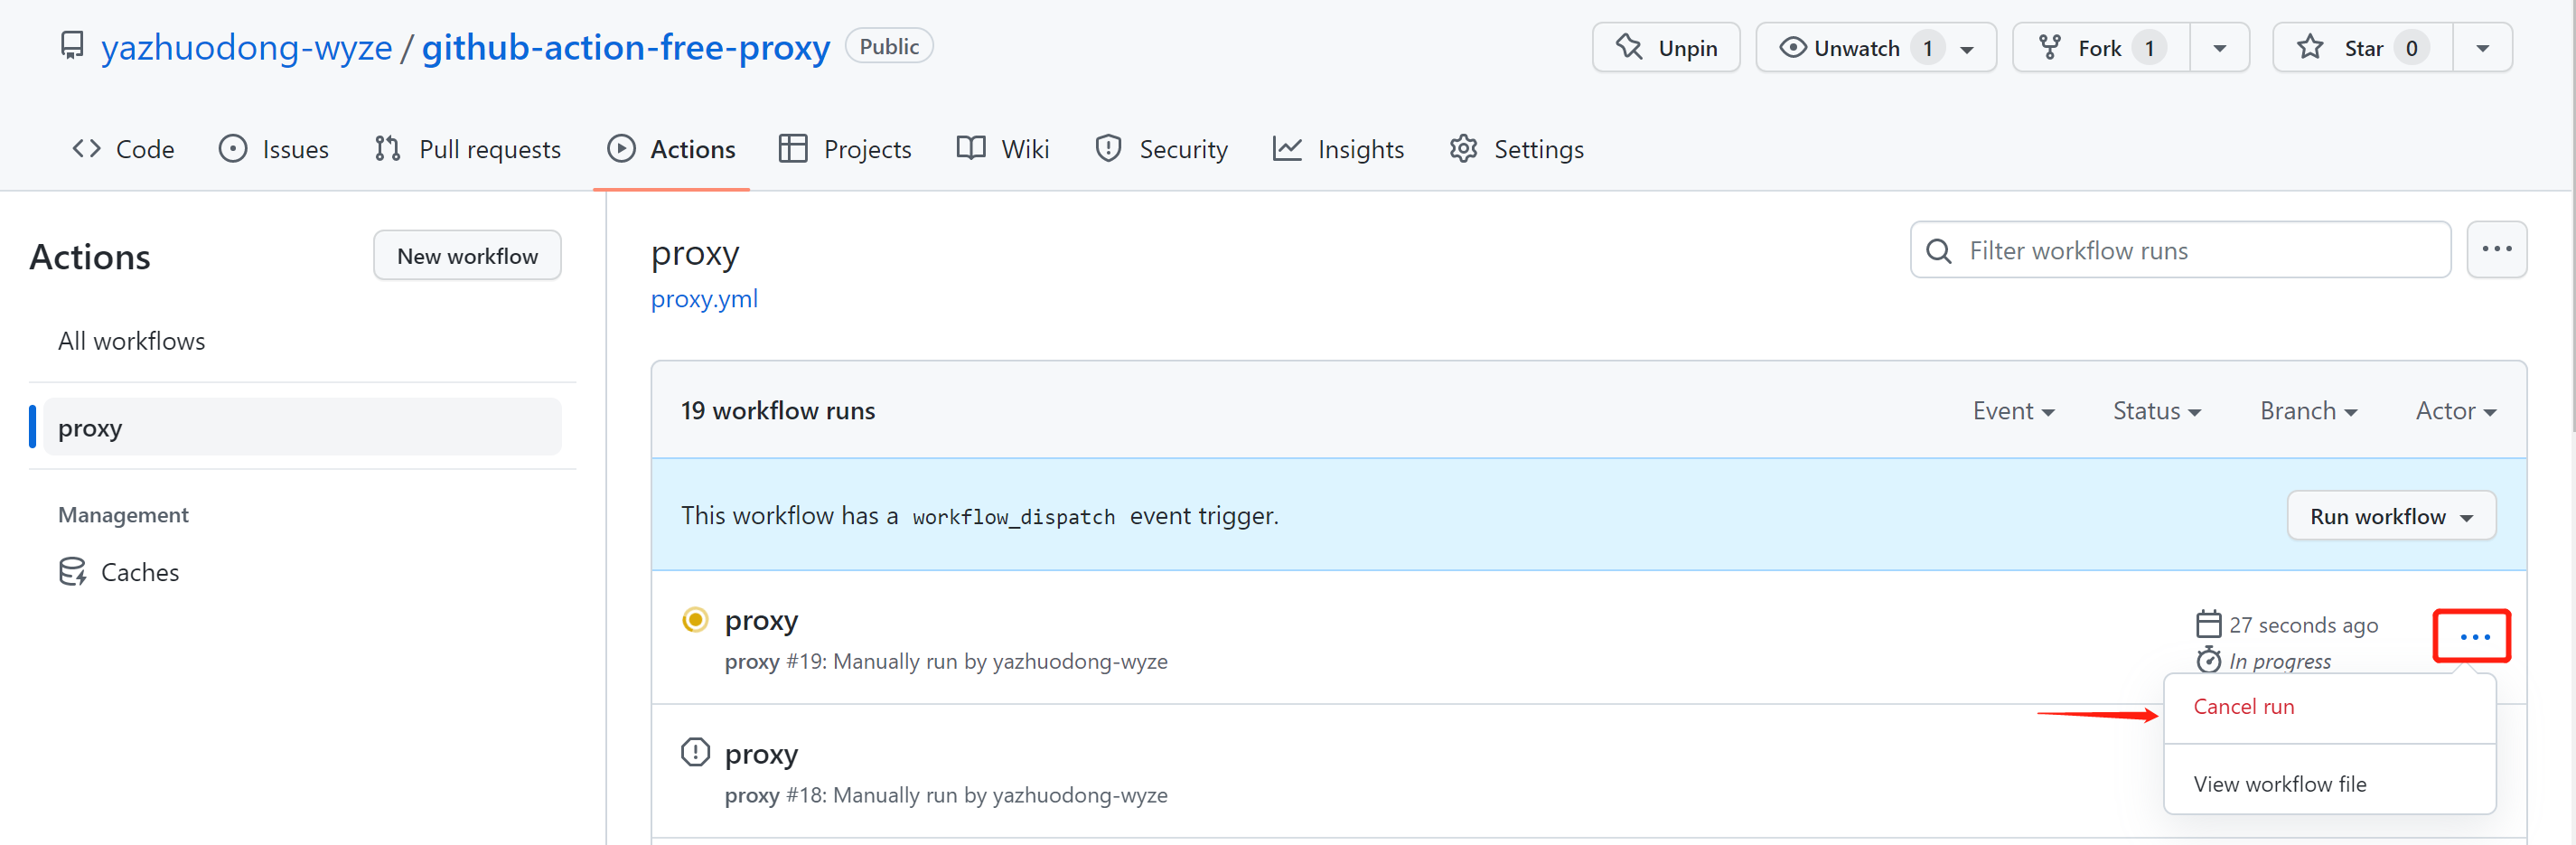 yazhuodong-wyze / github-action-free-proxy Public
Unpin Unwatch 1 Fork 1 Star 0
Code Issues Pull requests Actions Projects Wiki Security Insights Settings
Actions
New workflow
All workflows
proxy
Management
Caches
proxy
proxy.yml
Filter workflow runs
19 workflow runs
Event Status Branch Actor
This workflow has a workflow_dispatch event trigger.
Run workflow
proxy
proxy #19: Manually run by yazhuodong-wyze
27 seconds ago
In progress
Cancel run
View workflow file
proxy
proxy #18: Manually run by yazhuodong-wyze